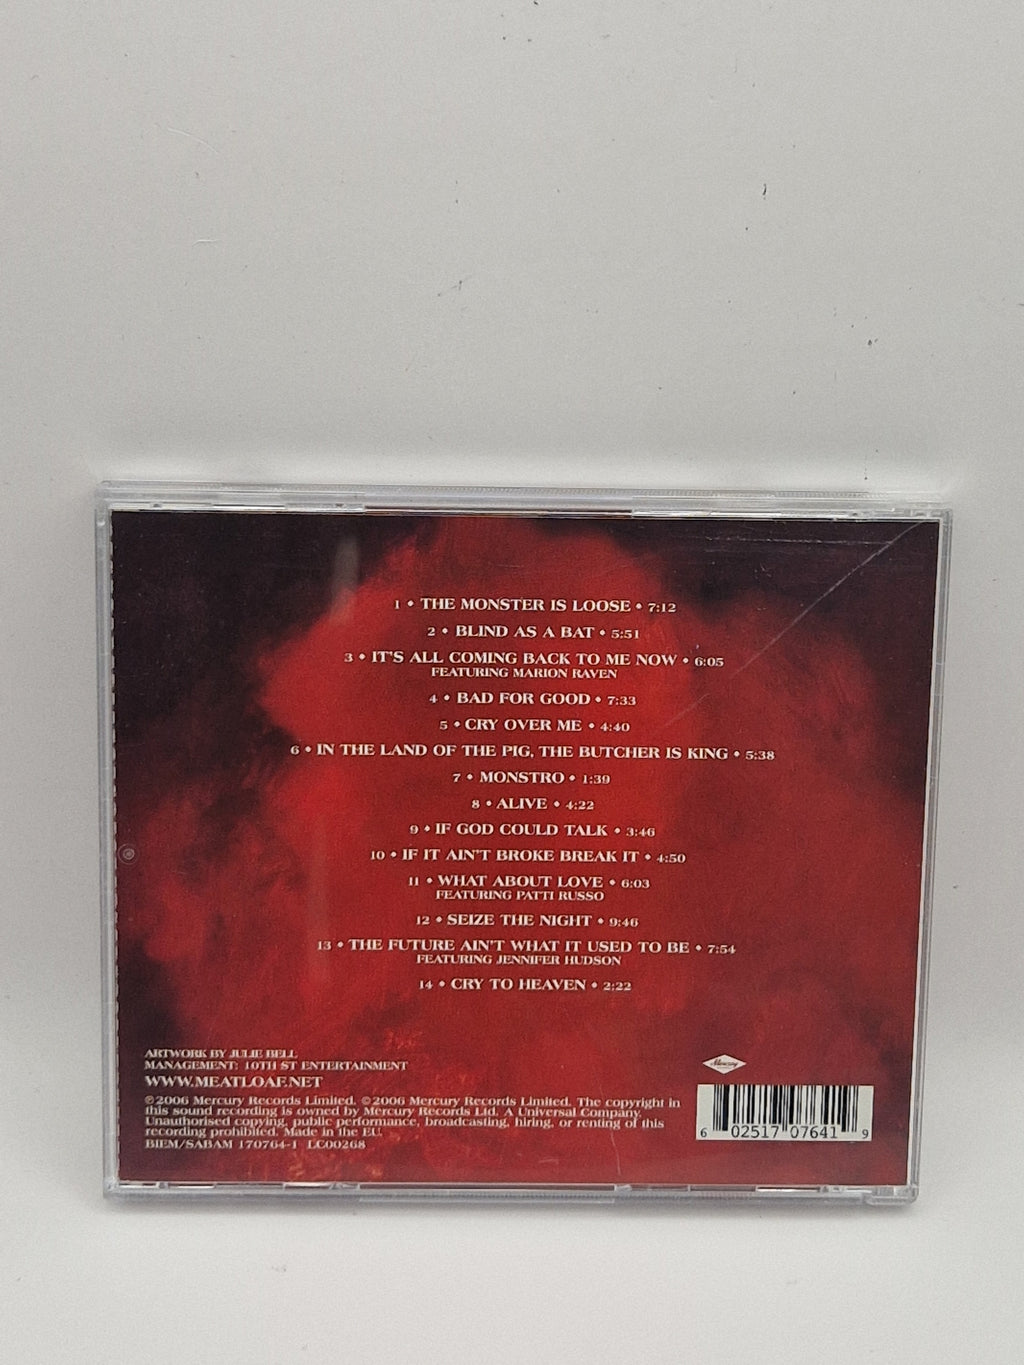 1 • THE MONSTER IS LOOSE • 7:12
2 • BLIND AS A BAT • 5:51
3 • IT'S ALL COMING BACK TO ME NOW • 6:05
FEATURING MARION RAVEN
4 • BAD FOR GOOD • 7:33
5 • CRY OVER ME • 4:40
6 • IN THE LAND OF THE PIG, THE BUTCHER IS KING • 5:38
7 • MONSTRO • 1:39
8 • ALIVE • 4:22
9 • IF GOD COULD TALK • 3:46
10 • IF IT AIN'T BROKE BREAK IT • 4:50
11 • WHAT ABOUT LOVE • 6:03
FEATURING PATTI RUSSO
12 • SEIZE THE NIGHT • 9:46
13 • THE FUTURE AIN'T WHAT IT USED TO BE • 7:54
FEATURING JENNIFER HUDSON
14 • CRY TO HEAVEN • 2:22
ARTWORK BY JULIE BELL
MANAGEMENT: 10TH ST ENTERTAINMENT
WWW.MEATLOAF.NET
℗ 2006 Mercury Records Limited. © 2006 Mercury Records Limited. The copyright in
this sound recording is owned by Mercury Records Ltd. A Universal Company.
Unauthorised copying, public performance, broadcasting, hiring, or renting of this
recording prohibited. Made in the EU.
BIEM/SABAM 170764-1 LC00268
Mercury
6 02517 07641 9